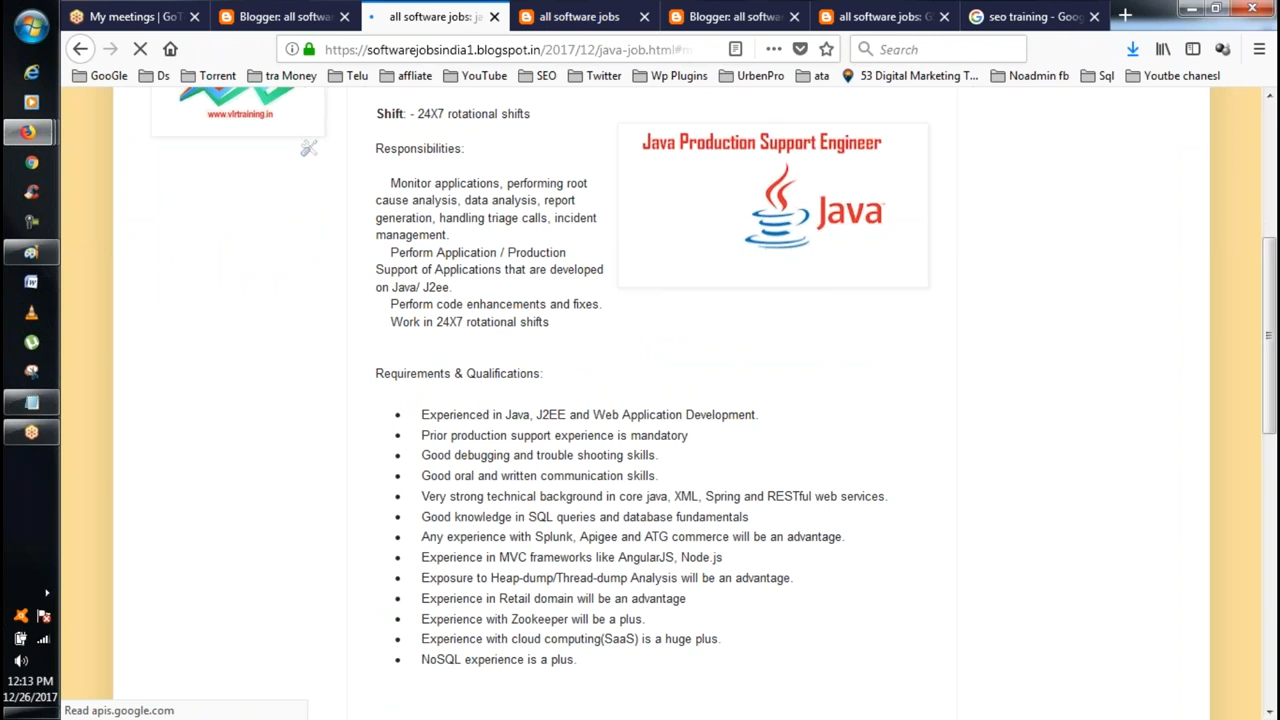 My meetings | GoT
Blogger: all softwa
all software jobs: ja
all software jobs
Blogger: all softwa
all software jobs: G
seo training - Goog
https://softwarejobsindia1.blogspot.in/2017/12/java-job.html#m
Search
GooGle
Ds
Torrent
tra Money
Telu
affliate
YouTube
SEO
Twitter
Wp Plugins
UrbenPro
ata
53 Digital Marketing T...
Noadmin fb
Sql
Youtbe chanesl
www.vlrtraining.in
Shift: - 24X7 rotational shifts
Responsibilities:
Java Production Support Engineer
Java
Monitor applications, performing root
cause analysis, data analysis, report
generation, handling triage calls, incident
management.
Perform Application / Production
Support of Applications that are developed
on Java/ J2ee.
Perform code enhancements and fixes.
Work in 24X7 rotational shifts
Requirements & Qualifications:
• Experienced in Java, J2EE and Web Application Development.
• Prior production support experience is mandatory
• Good debugging and trouble shooting skills.
• Good oral and written communication skills.
• Very strong technical background in core java, XML, Spring and RESTful web services.
• Good knowledge in SQL queries and database fundamentals
• Any experience with Splunk, Apigee and ATG commerce will be an advantage.
• Experience in MVC frameworks like AngularJS, Node.js
• Exposure to Heap-dump/Thread-dump Analysis will be an advantage.
• Experience in Retail domain will be an advantage
• Experience with Zookeeper will be a plus.
• Experience with cloud computing(SaaS) is a huge plus.
• NoSQL experience is a plus.
12:13 PM
12/26/2017
Read apis.google.com